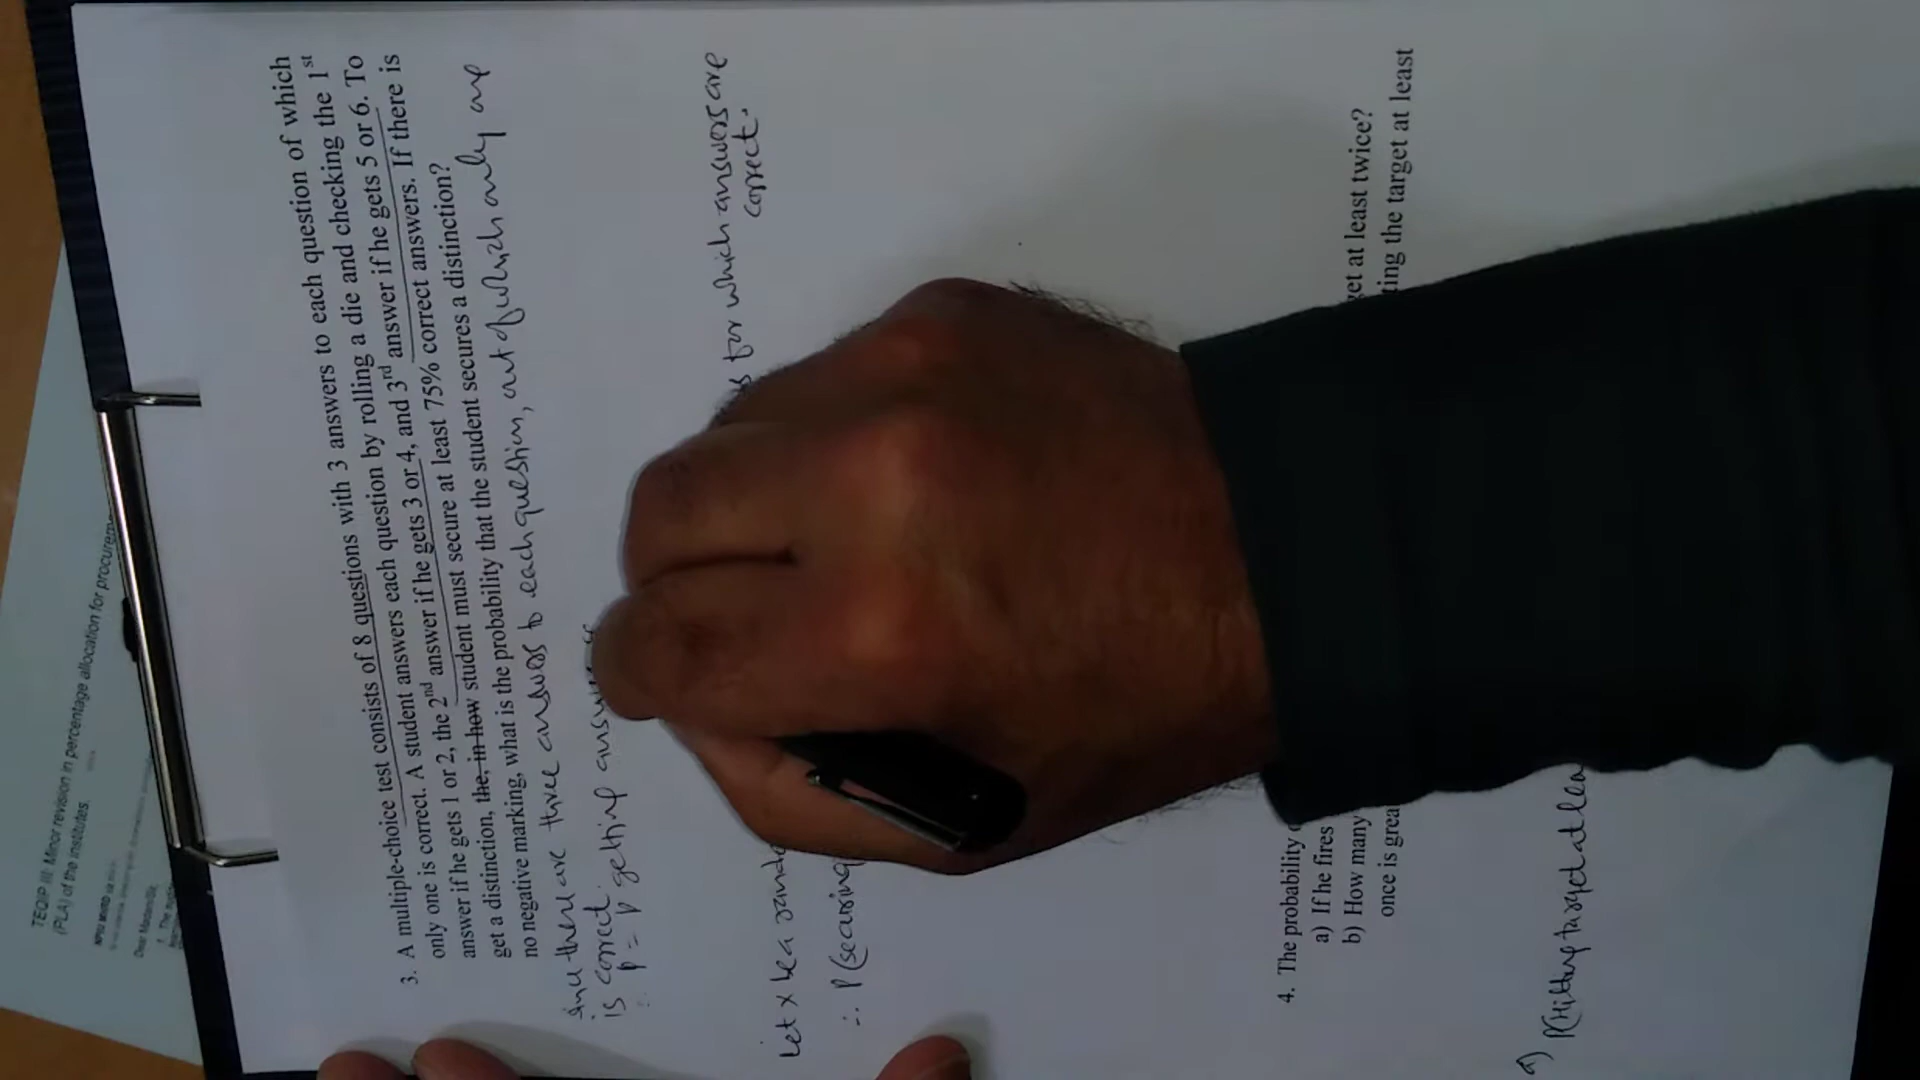 TEQIP III: Minor revision in percentage allocation for procurement
(PLA) of the institutes.
3. A multiple-choice test consists of 8 questions with 3 answers to each question of which
only one is correct. A student answers each question by rolling a die and checking the 1st
answer if he gets 1 or 2, the 2nd answer if he gets 3 or 4, and 3rd answer if he gets 5 or 6. To
get a distinction, the, in how student must secure at least 75% correct answers. If there is
no negative marking, what is the probability that the student secures a distinction?
Since there are three answers to each question, out of which only one
is correct.
∴ p = P getting answer
Let X be a rando for which answers are
correct.
∴ P(securing
4. The probability
a) If he fires get at least twice?
b) How many ting the target at least
once is grea
a) P(Hitting target at lea